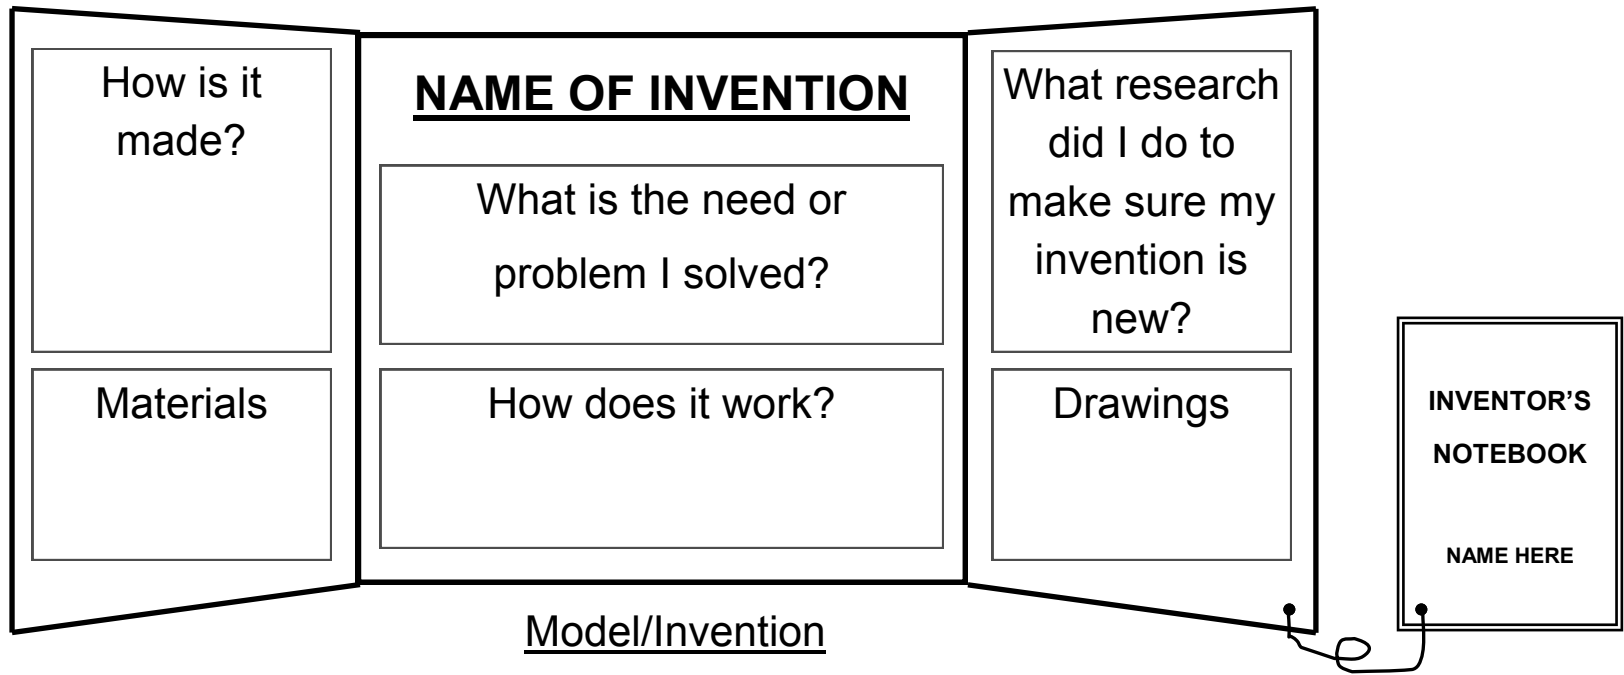 How is it
made?
Materials
NAME OF INVENTION
What is the need or
problem I solved?
How does it work?
What research
did I do to
make sure my
invention is
new?
Drawings
Model/Invention
INVENTOR’S
NOTEBOOK
NAME HERE